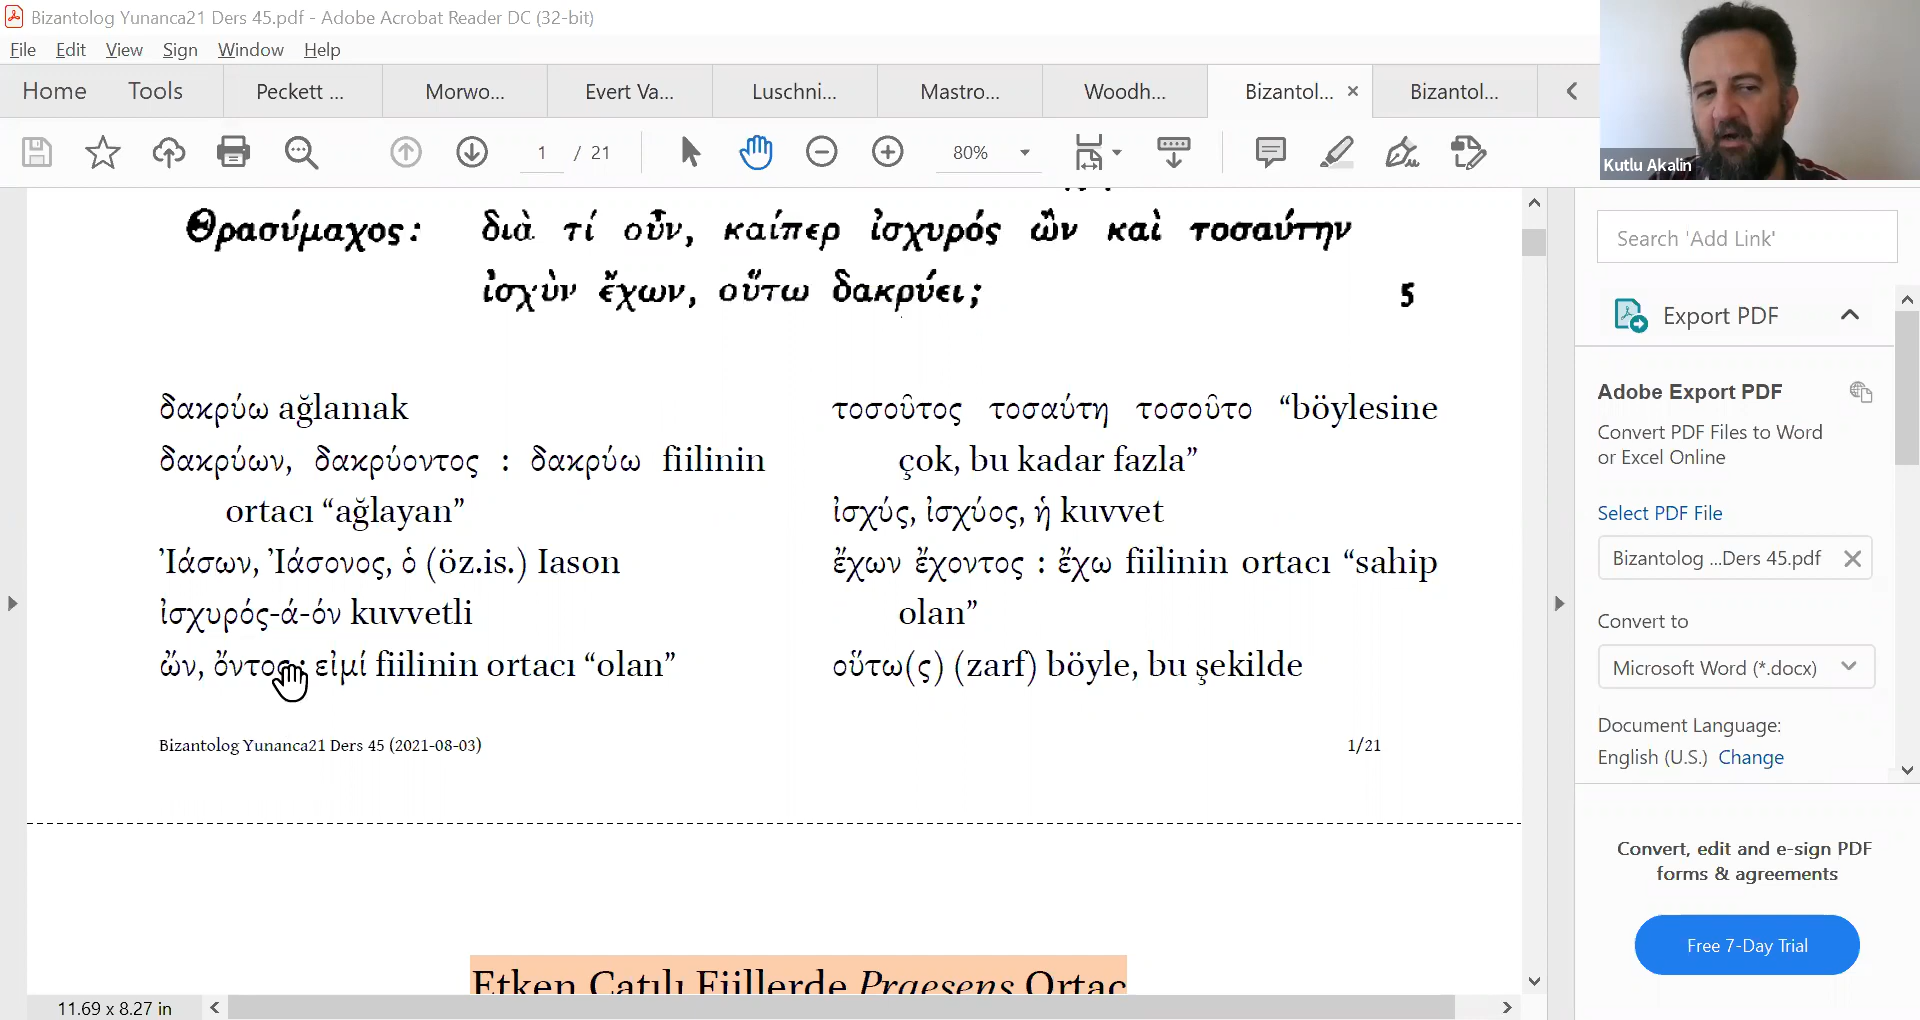 Bizantolog Yunanca21 Ders 45.pdf - Adobe Acrobat Reader DC (32-bit)
File Edit View Sign Window Help
Home Tools Peckett ... Morwo... Evert Va... Luschni... Mastro... Woodh... Bizantol... × Bizantol...
1 / 21 80%
Kutlu Akalin
Θρασύμαχος: διὰ τί οὖν, καίπερ ἰσχυρός ὢν καὶ τοσαύτην
ἰσχὺν ἔχων, οὕτω δακρύει; 5
δακρύω ağlamak
δακρύων, δακρύοντος : δακρύω fiilinin
ortacı “ağlayan”
Ἰάσων, Ἰάσονος, ὁ (öz.is.) Iason
ἰσχυρός-ά-όν kuvvetli
ὤν, ὄντος : εἰμί fiilinin ortacı “olan”
τοσοῦτος τοσαύτη τοσοῦτο “böylesine
çok, bu kadar fazla”
ἰσχύς, ἰσχύος, ἡ kuvvet
ἔχων ἔχοντος : ἔχω fiilinin ortacı “sahip
olan”
οὕτω(ς) (zarf) böyle, bu şekilde
Bizantolog Yunanca21 Ders 45 (2021-08-03) 1/21
Etken Çatılı Fiillerde Praesens Ortaç
11.69 x 8.27 in
Search 'Add Link'
Export PDF
Adobe Export PDF
Convert PDF Files to Word
or Excel Online
Select PDF File
Bizantolog ...Ders 45.pdf
Convert to
Microsoft Word (*.docx)
Document Language:
English (U.S.) Change
Convert, edit and e-sign PDF
forms & agreements
Free 7-Day Trial